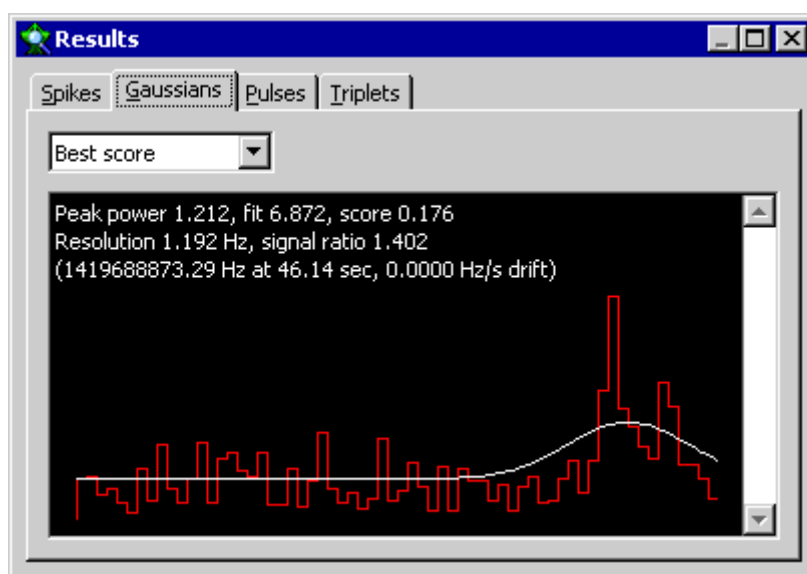 Results
Spikes Gaussians Pulses Triplets
Best score
Peak power 1.212, fit 6.872, score 0.176
Resolution 1.192 Hz, signal ratio 1.402
(1419688873.29 Hz at 46.14 sec, 0.0000 Hz/s drift)